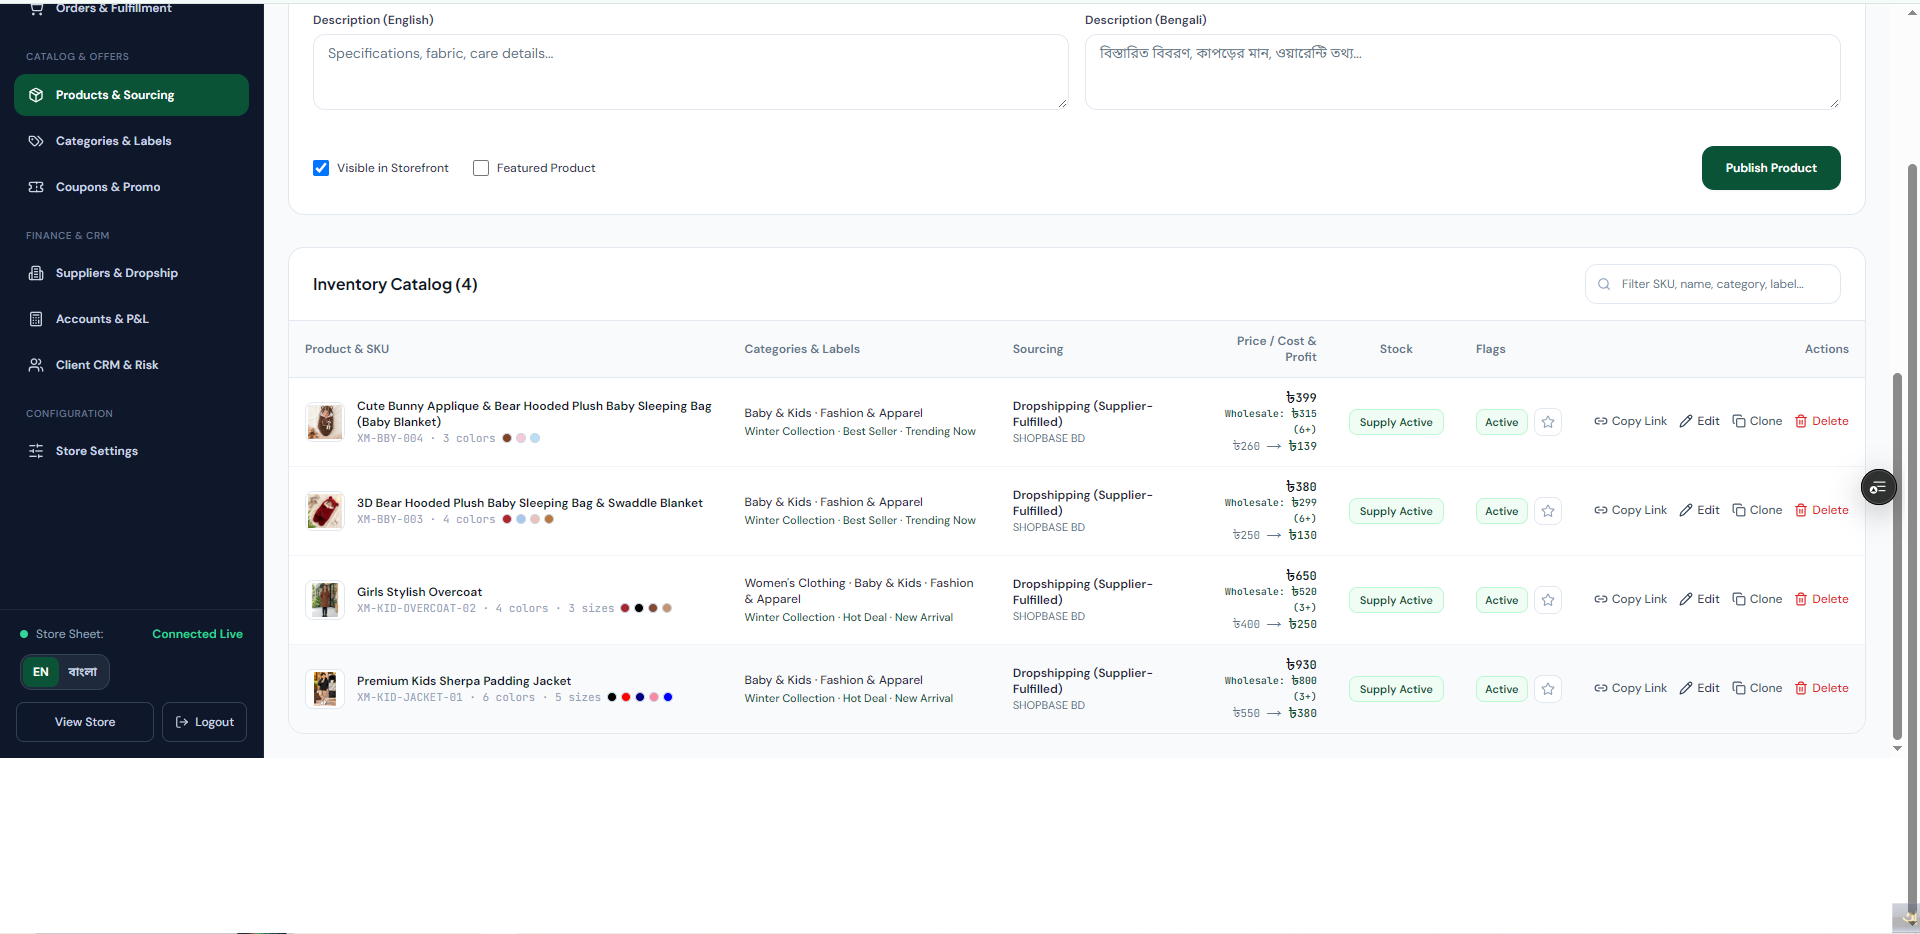 Orders & Fulfillment
CATALOG & OFFERS
Products & Sourcing
Categories & Labels
Coupons & Promo
FINANCE & CRM
Suppliers & Dropship
Accounts & P&L
Client CRM & Risk
CONFIGURATION
Store Settings
Store Sheet: Connected Live
EN বাংলা
View Store Logout
Description (English)
Specifications, fabric, care details...
Description (Bengali)
বিস্তারিত বিবরণ, কাপড়ের মান, ওয়ারেন্টি তথ্য...
Visible in Storefront Featured Product
Publish Product
Inventory Catalog (4)
Filter SKU, name, category, label...
Product & SKU Categories & Labels Sourcing Price / Cost & Profit Stock Flags Actions
Cute Bunny Applique & Bear Hooded Plush Baby Sleeping Bag
(Baby Blanket)
XM-BBY-004 · 3 colors
Baby & Kids · Fashion & Apparel
Winter Collection · Best Seller · Trending Now
Dropshipping (Supplier-
Fulfilled)
SHOPBASE BD
৳399
Wholesale: ৳315
(6+)
৳260 → ৳139
Supply Active
Active
Copy Link Edit Clone Delete
3D Bear Hooded Plush Baby Sleeping Bag & Swaddle Blanket
XM-BBY-003 · 4 colors
Baby & Kids · Fashion & Apparel
Winter Collection · Best Seller · Trending Now
Dropshipping (Supplier-
Fulfilled)
SHOPBASE BD
৳380
Wholesale: ৳299
(6+)
৳250 → ৳130
Supply Active
Active
Copy Link Edit Clone Delete
Girls Stylish Overcoat
XM-KID-OVERCOAT-02 · 4 colors · 3 sizes
Women's Clothing · Baby & Kids · Fashion
& Apparel
Winter Collection · Hot Deal · New Arrival
Dropshipping (Supplier-
Fulfilled)
SHOPBASE BD
৳650
Wholesale: ৳520
(3+)
৳400 → ৳250
Supply Active
Active
Copy Link Edit Clone Delete
Premium Kids Sherpa Padding Jacket
XM-KID-JACKET-01 · 6 colors · 5 sizes
Baby & Kids · Fashion & Apparel
Winter Collection · Hot Deal · New Arrival
Dropshipping (Supplier-
Fulfilled)
SHOPBASE BD
৳930
Wholesale: ৳800
(3+)
৳550 → ৳380
Supply Active
Active
Copy Link Edit Clone Delete